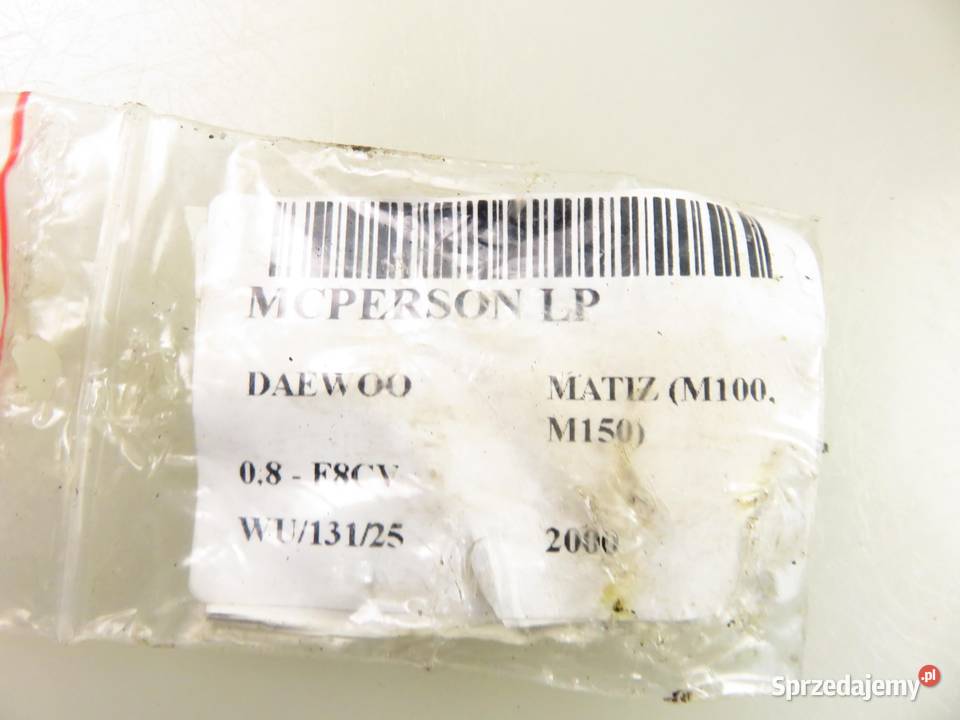 MCPERSON LP
DAEWOO MATIZ (M100,
M150)
0.8 - F8CV
WU/131/25 2000
Sprzedajemy.pl